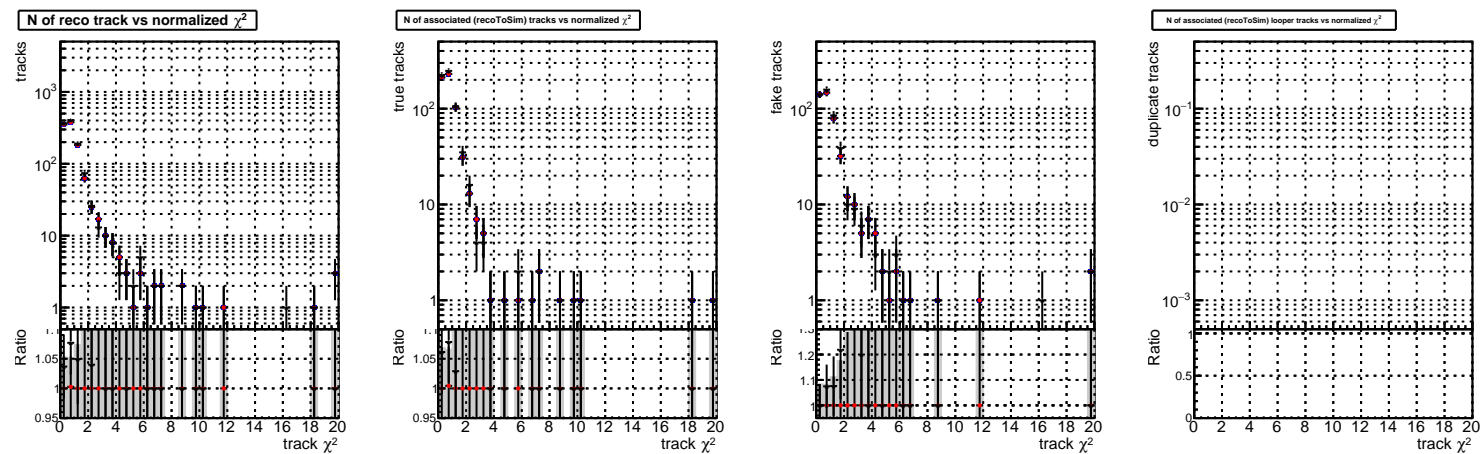 N of reco track vs normalized χ²
tracks
10³
10²
10
1
Ratio
1.1
1.05
1
0.95
0 2 4 6 8 10 12 14 16 18 20
track χ²
N of associated (recoToSim) tracks vs normalized χ²
true tracks
10²
10
1
Ratio
1.1
1.05
1
0.95
0 2 4 6 8 10 12 14 16 18 20
track χ²
fake tracks
10²
10
1
Ratio
1.2
1.1
1
0 2 4 6 8 10 12 14 16 18 20
track χ²
N of associated (recoToSim) looper tracks vs normalized χ²
duplicate tracks
10⁻¹
10⁻²
10⁻³
Ratio
1
0.5
0
0 2 4 6 8 10 12 14 16 18 20
track χ²